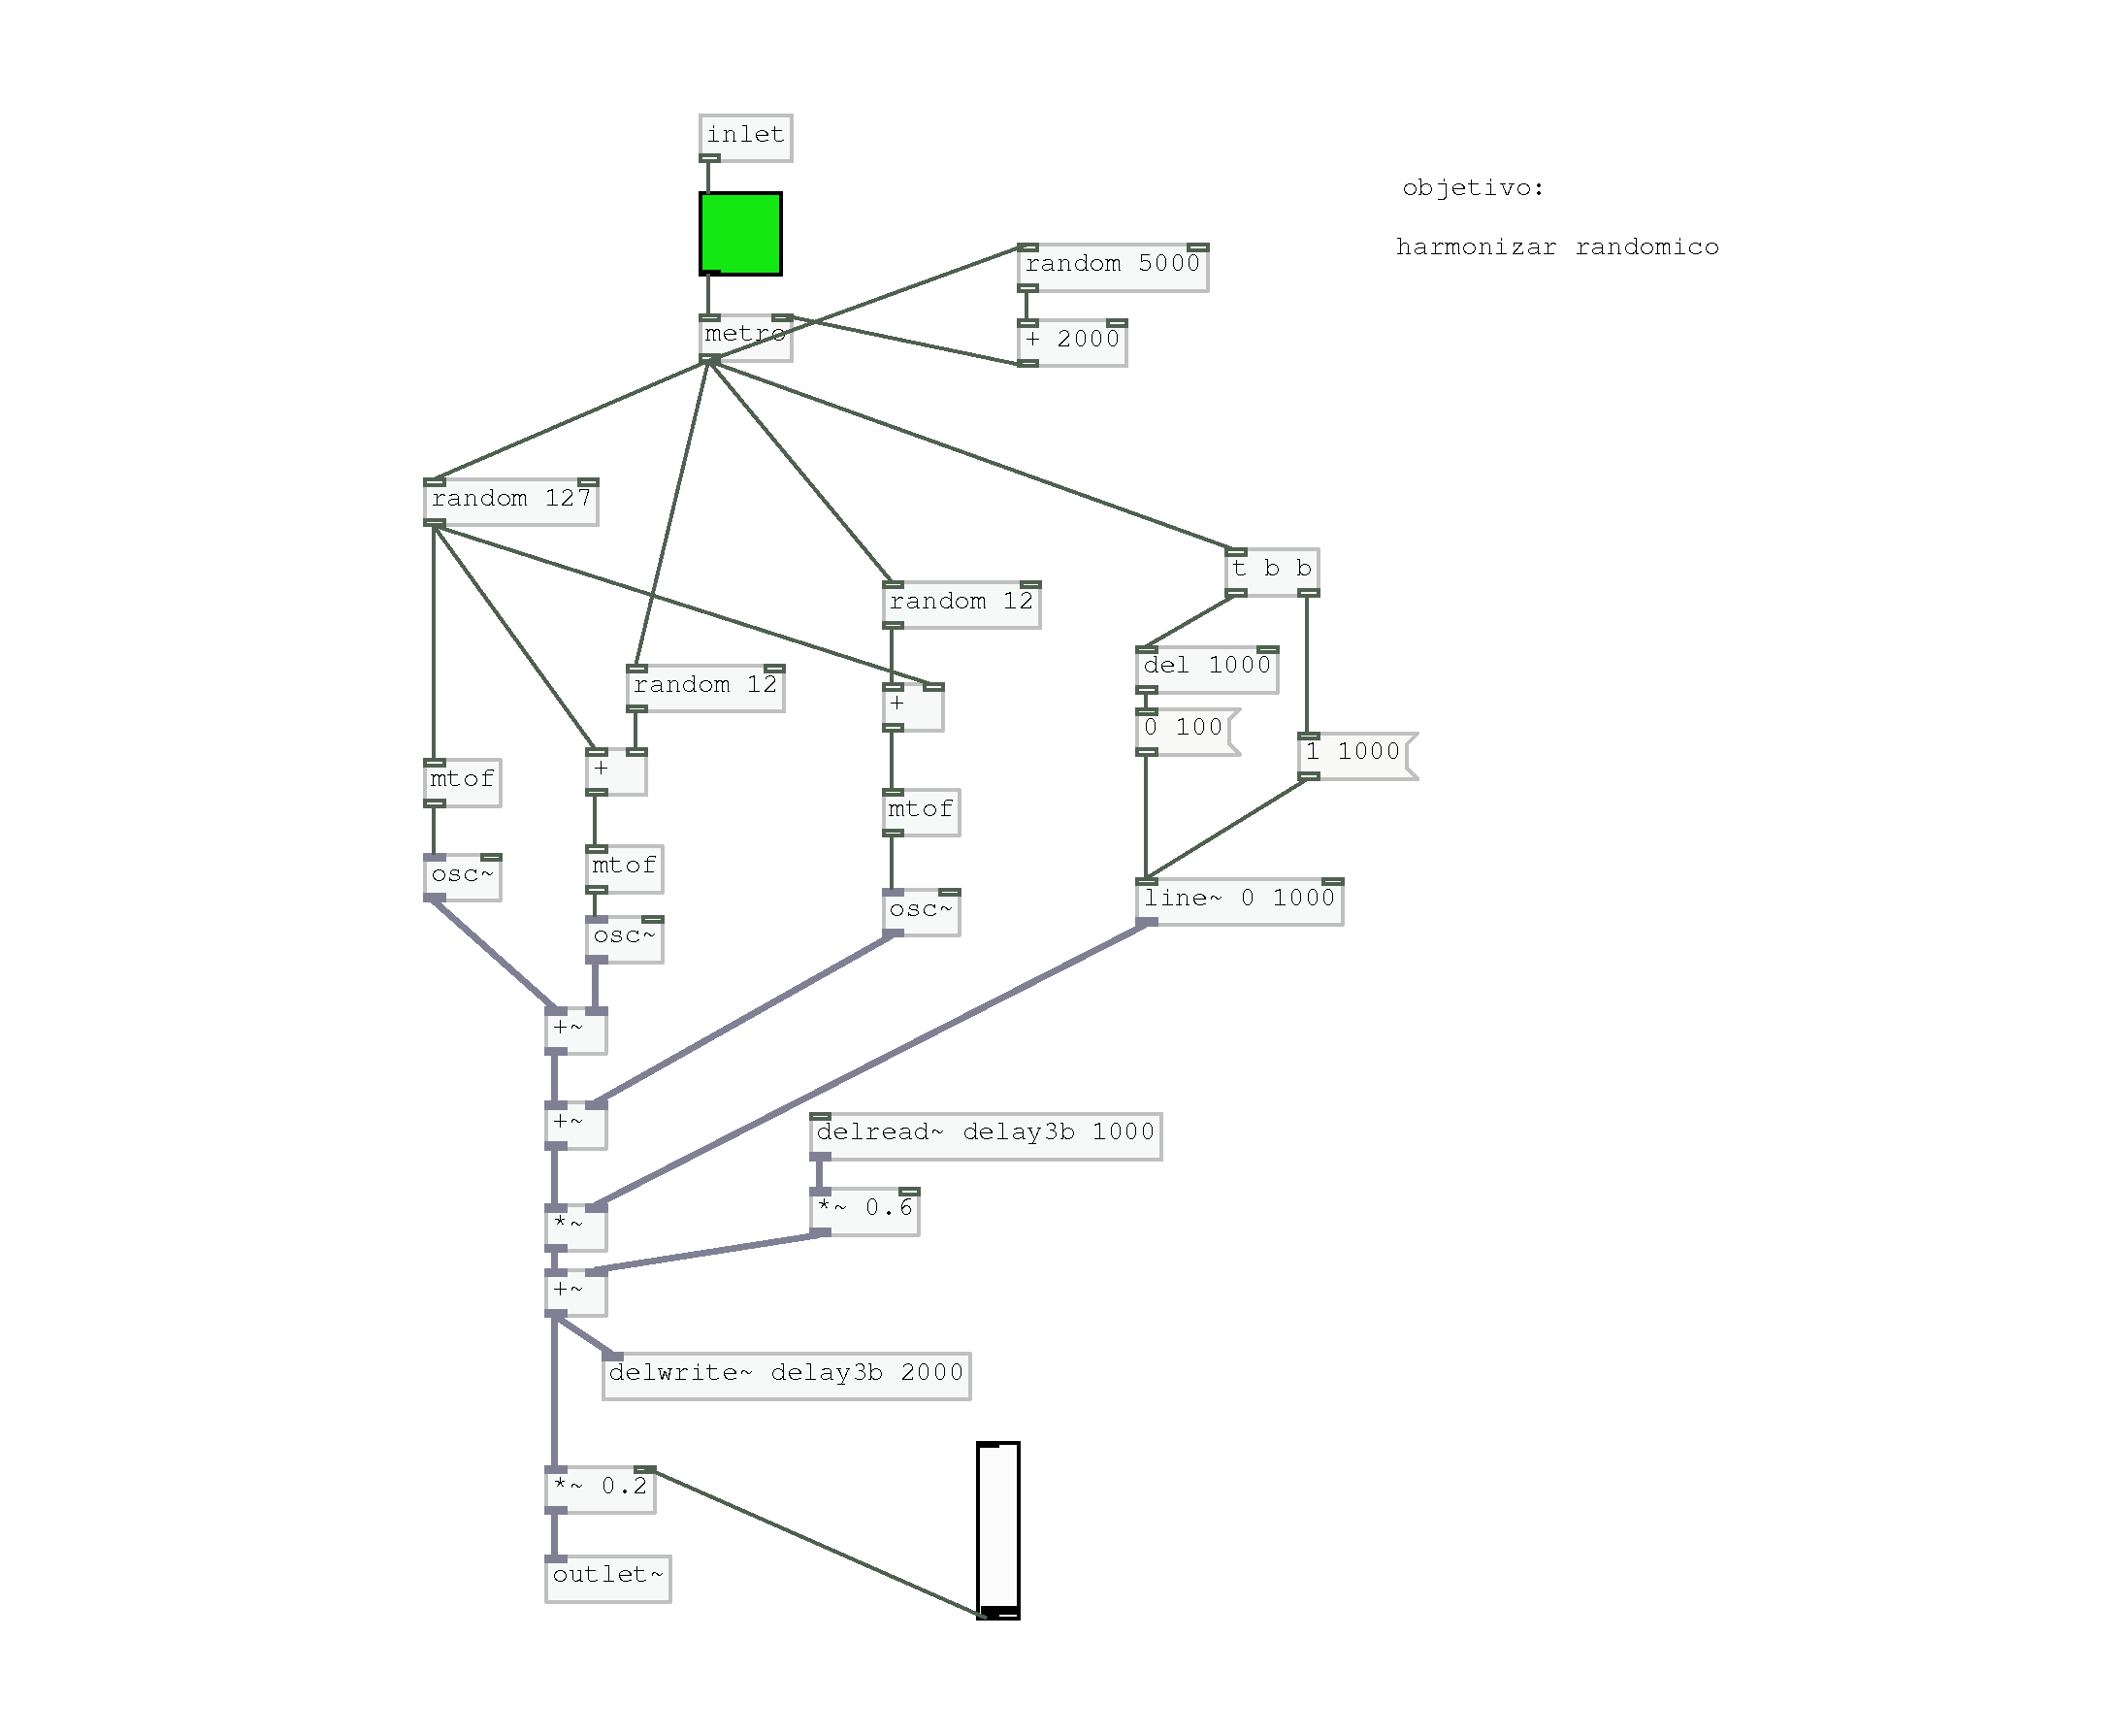 inlet
objetivo:
harmonizar randomico
random 5000
metro
+ 2000
random 127
t b b
random 12
del 1000
random 12
+
0 100
1 1000
+
mtof
mtof
mtof
osc~
line~ 0 1000
osc~
osc~
+~
+~
delread~ delay3b 1000
*~ 0.6
*~
+~
delwrite~ delay3b 2000
*~ 0.2
outlet~